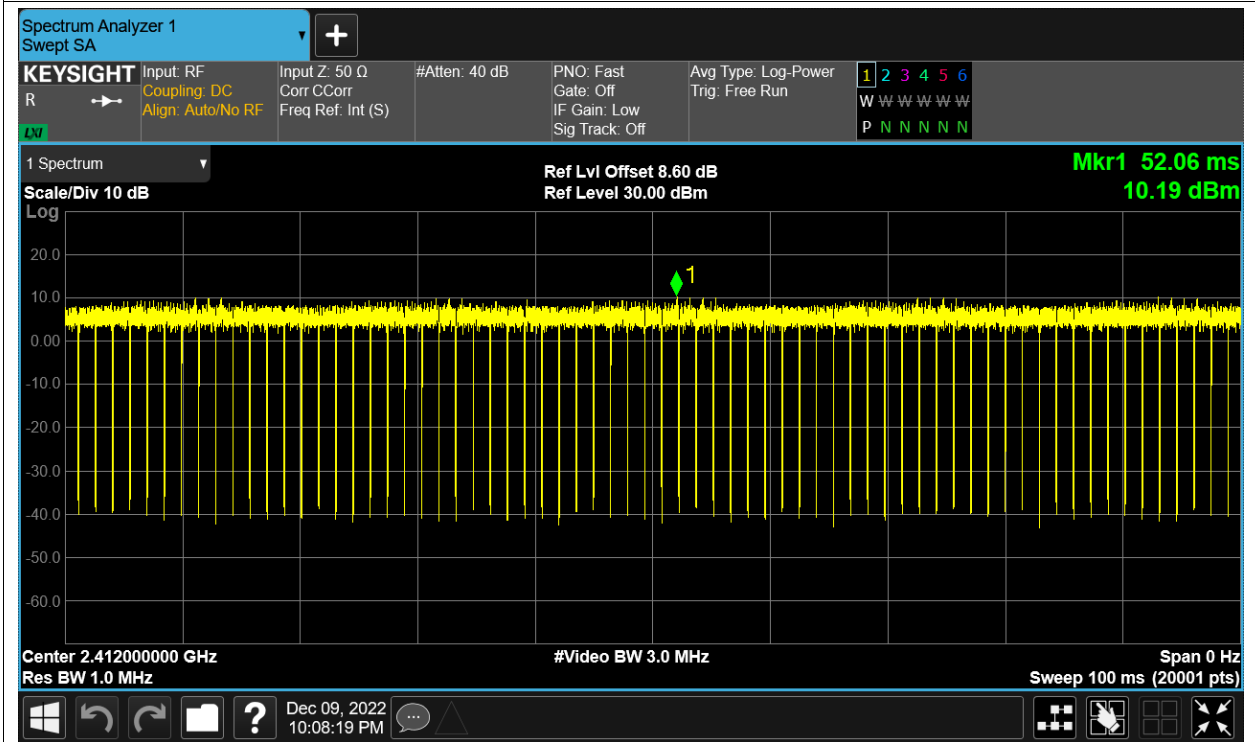 Spectrum Analyzer 1
Swept SA
+
KEYSIGHT
R
LXI
Input: RF
Coupling: DC
Align: Auto/No RF
Input Z: 50 Ω
Corr CCorr
Freq Ref: Int (S)
#Atten: 40 dB
PNO: Fast
Gate: Off
IF Gain: Low
Sig Track: Off
Avg Type: Log-Power
Trig: Free Run
1 2 3 4 5 6
W W W W W W
P N N N N N
1 Spectrum
Scale/Div 10 dB
Ref Lvl Offset 8.60 dB
Ref Level 30.00 dBm
Mkr1 52.06 ms
10.19 dBm
Log
20.0
10.0
0.00
-10.0
-20.0
-30.0
-40.0
-50.0
-60.0
1
Center 2.412000000 GHz
Res BW 1.0 MHz
#Video BW 3.0 MHz
Span 0 Hz
Sweep 100 ms (20001 pts)
?
Dec 09, 2022
10:08:19 PM